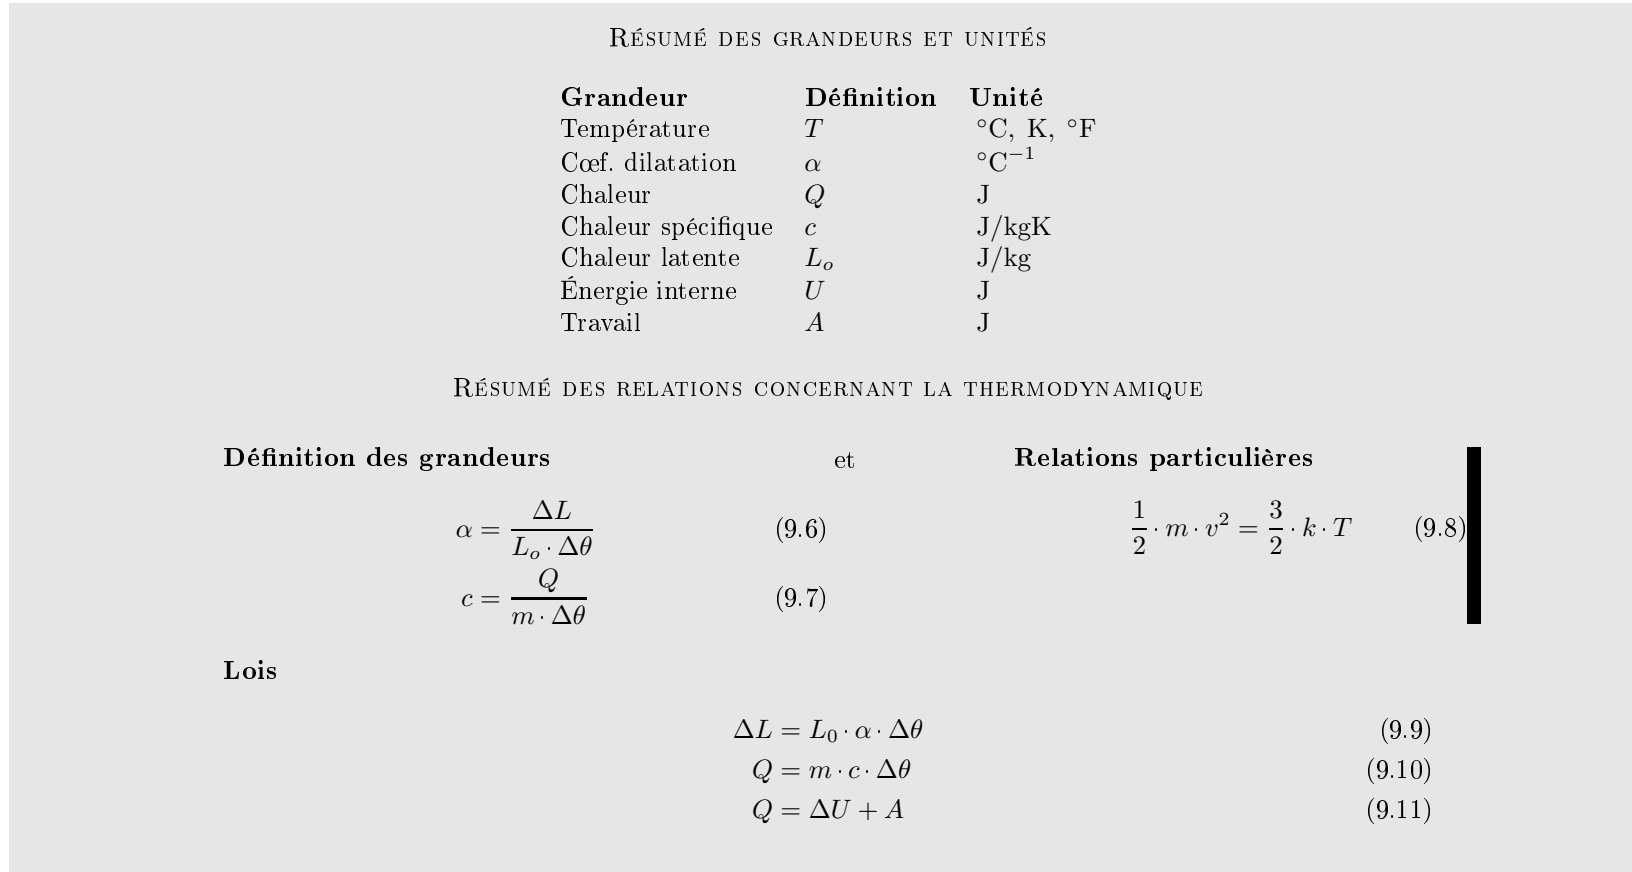 Résumé des grandeurs et unités
Grandeur Définition Unité
Température T °C, K, °F
Cœf. dilatation α °C⁻¹
Chaleur Q J
Chaleur spécifique c J/kgK
Chaleur latente Lₒ J/kg
Énergie interne U J
Travail A J
Résumé des relations concernant la thermodynamique
Définition des grandeurs et Relations particulières
α = ΔL / (Lₒ · Δθ) (9.6)
c = Q / (m · Δθ) (9.7)
1/2 · m · v² = 3/2 · k · T (9.8)
Lois
ΔL = L₀ · α · Δθ (9.9)
Q = m · c · Δθ (9.10)
Q = ΔU + A (9.11)